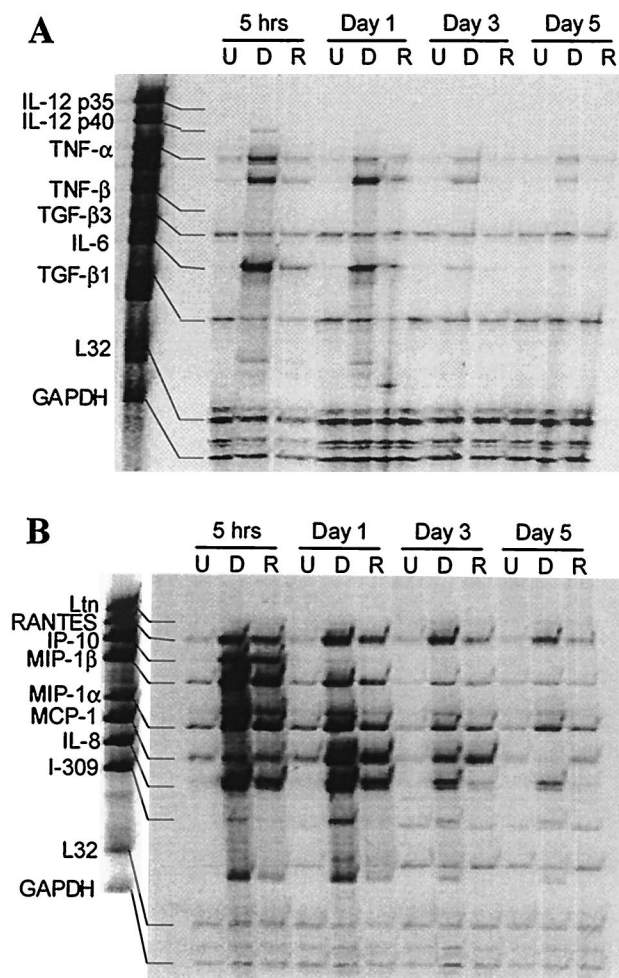 A
5 hrs Day 1 Day 3 Day 5
U D R U D R U D R U D R
IL-12 p35
IL-12 p40
TNF-α
TNF-β
TGF-β3
IL-6
TGF-β1
L32
GAPDH
B
5 hrs Day 1 Day 3 Day 5
U D R U D R U D R U D R
Ltn
RANTES
IP-10
MIP-1β
MIP-1α
MCP-1
IL-8
I-309
L32
GAPDH